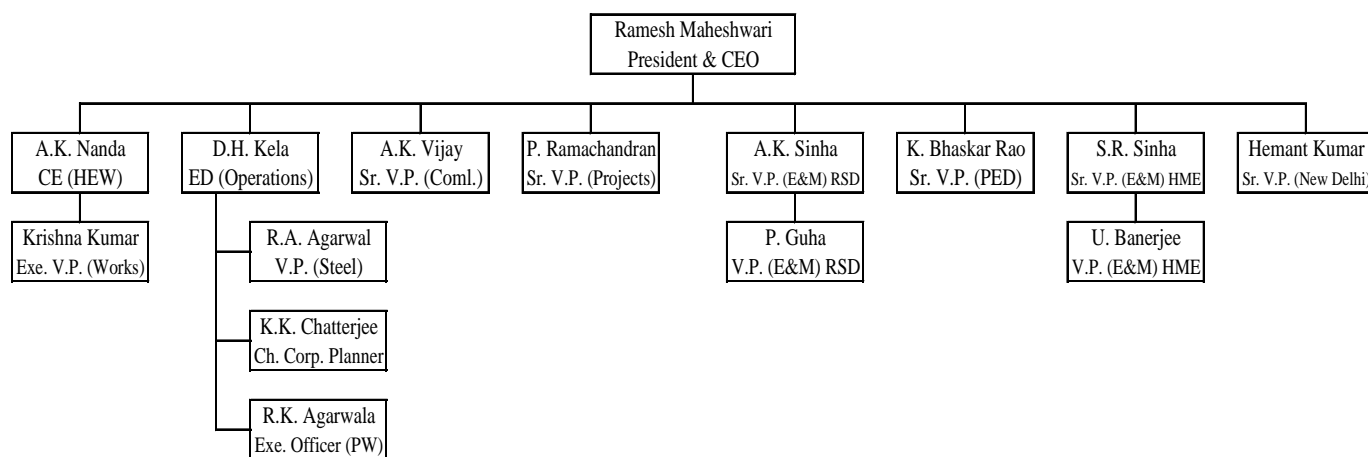 Ramesh Maheshwari
President & CEO
A.K. Nanda
CE (HEW)
D.H. Kela
ED (Operations)
A.K. Vijay
Sr. V.P. (Coml.)
P. Ramachandran
Sr. V.P. (Projects)
A.K. Sinha
Sr. V.P. (E&M) RSD
K. Bhaskar Rao
Sr. V.P. (PED)
S.R. Sinha
Sr. V.P. (E&M) HME
Hemant Kumar
Sr. V.P. (New Delhi)
Krishna Kumar
Exe. V.P. (Works)
R.A. Agarwal
V.P. (Steel)
P. Guha
V.P. (E&M) RSD
U. Banerjee
V.P. (E&M) HME
K.K. Chatterjee
Ch. Corp. Planner
R.K. Agarwala
Exe. Officer (PW)